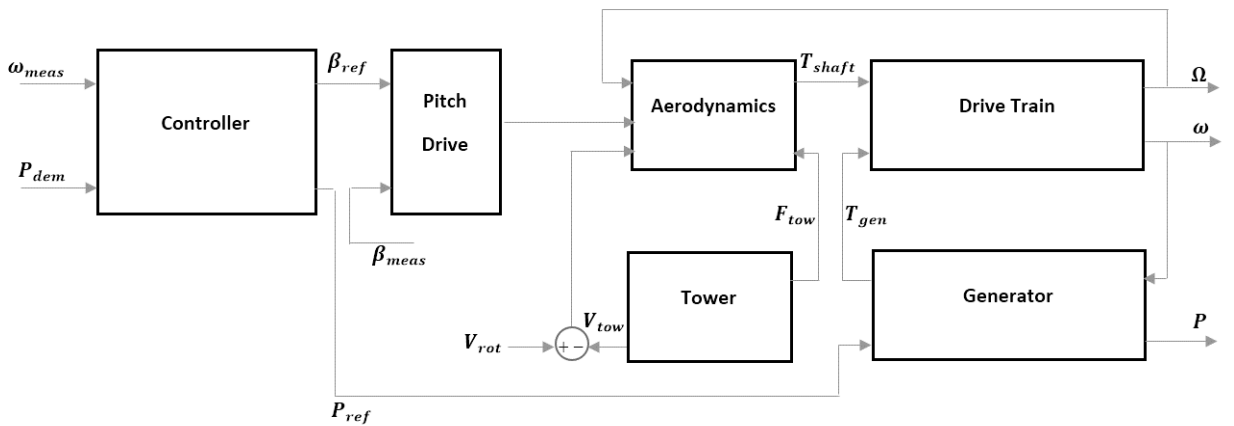 ω_meas
P_dem
Controller
β_ref
Pitch
Drive
β_meas
P_ref
Aerodynamics
T_shaft
Drive Train
Ω
ω
F_tow
T_gen
Tower
V_tow
V_rot
+ −
Generator
P